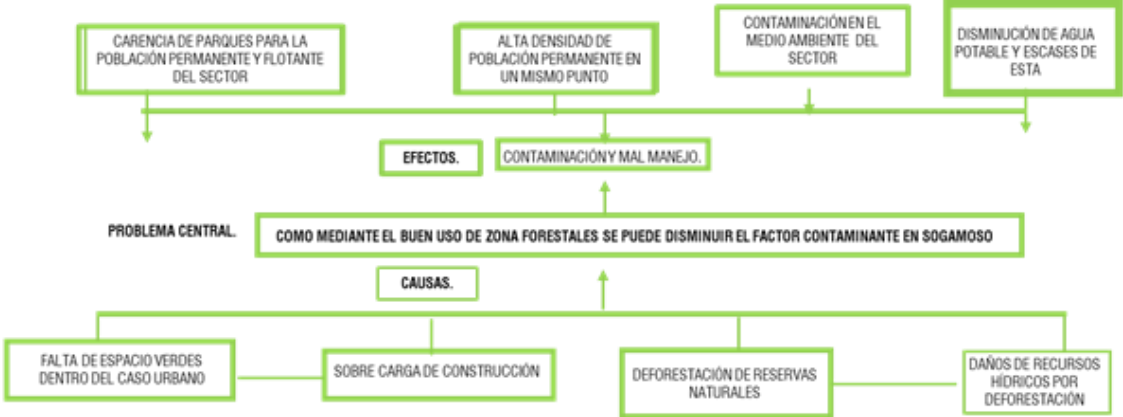 CARENCIA DE PARQUES PARA LA
POBLACIÓN PERMANENTE Y FLOTANTE
DEL SECTOR
ALTA DENSIDAD DE
POBLACIÓN PERMANENTE EN
UN MISMO PUNTO
CONTAMINACIÓN EN EL
MEDIO AMBIENTE DEL
SECTOR
DISMINUCIÓN DE AGUA
POTABLE Y ESCASES DE
ESTA
EFECTOS.
CONTAMINACIÓN Y MAL MANEJO.
PROBLEMA CENTRAL.
COMO MEDIANTE EL BUEN USO DE ZONA FORESTALES SE PUEDE DISMINUIR EL FACTOR CONTAMINANTE EN SOGAMOSO
CAUSAS.
FALTA DE ESPACIO VERDES
DENTRO DEL CASO URBANO
SOBRE CARGA DE CONSTRUCCIÓN
DEFORESTACIÓN DE RESERVAS
NATURALES
DAÑOS DE RECURSOS
HÍDRICOS POR
DEFORESTACIÓN